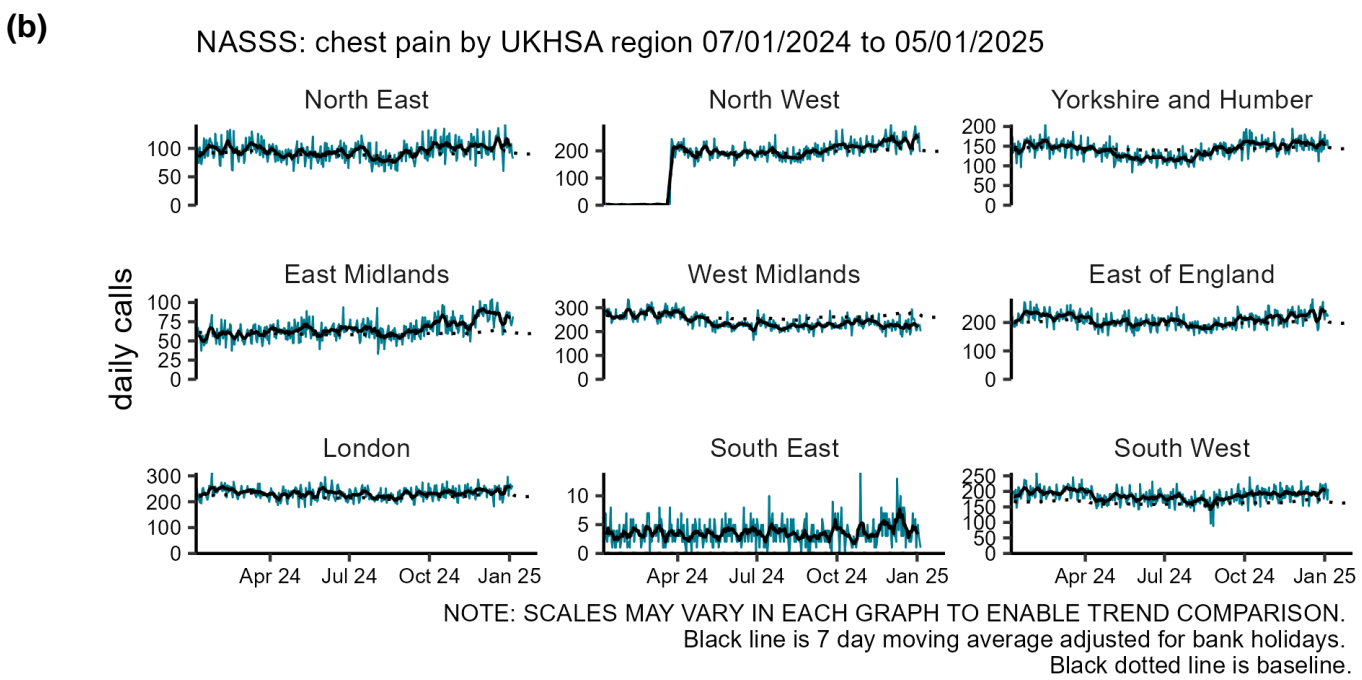 (b)
NASSS: chest pain by UKHSA region 07/01/2024 to 05/01/2025
daily calls
North East
100
50
0
North West
200
100
0
Yorkshire and Humber
200
150
100
50
0
East Midlands
100
75
50
25
0
West Midlands
300
200
100
0
East of England
200
100
0
London
300
200
100
0
Apr 24 Jul 24 Oct 24 Jan 25
South East
10
5
0
Apr 24 Jul 24 Oct 24 Jan 25
South West
250
200
150
100
50
0
Apr 24 Jul 24 Oct 24 Jan 25
NOTE: SCALES MAY VARY IN EACH GRAPH TO ENABLE TREND COMPARISON.
Black line is 7 day moving average adjusted for bank holidays.
Black dotted line is baseline.